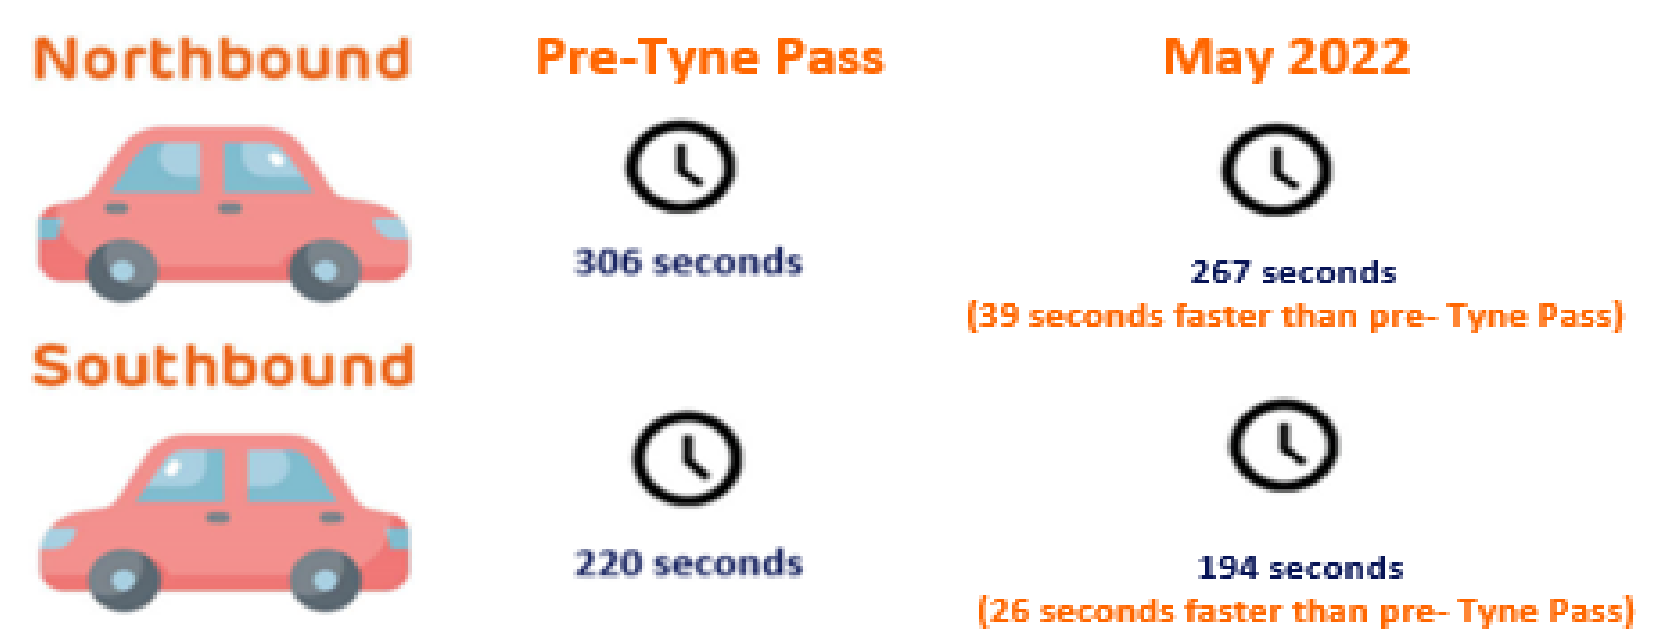 Northbound
Pre-Tyne Pass
May 2022
306 seconds
267 seconds
(39 seconds faster than pre- Tyne Pass)
Southbound
220 seconds
194 seconds
(26 seconds faster than pre- Tyne Pass)